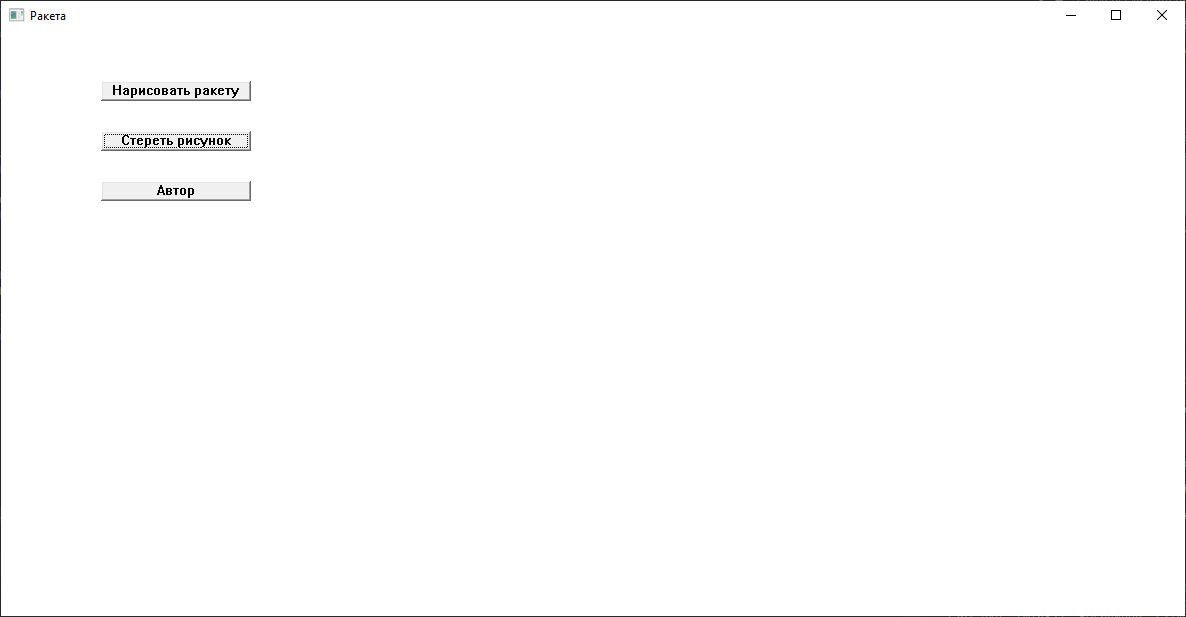 Ракета
Нарисовать ракету
Стереть рисунок
Автор